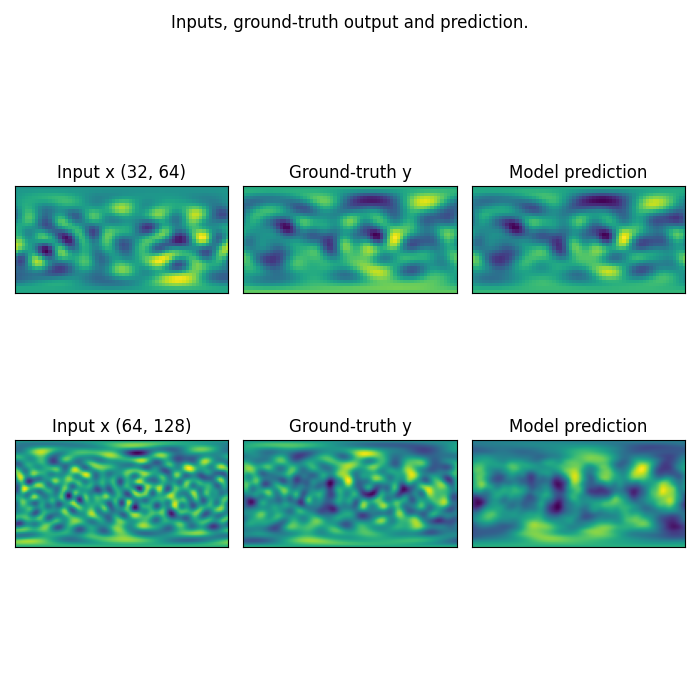 Inputs, ground-truth output and prediction.
Input x (32, 64)
Ground-truth y
Model prediction
Input x (64, 128)
Ground-truth y
Model prediction